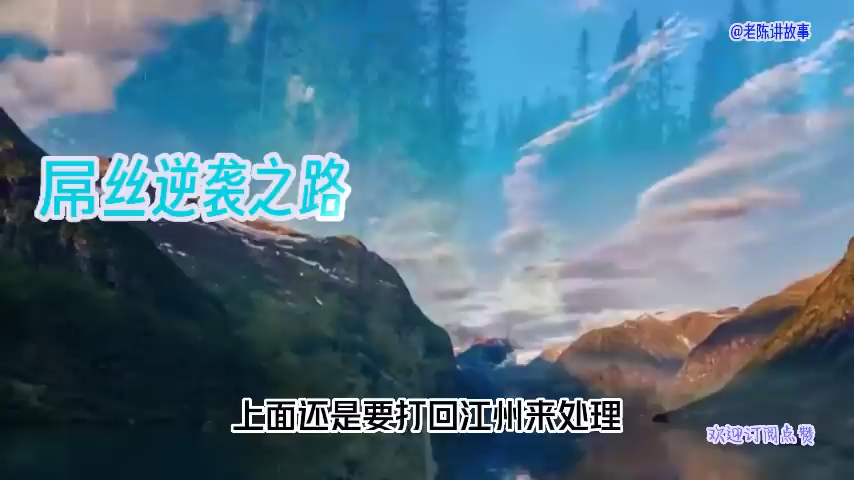 @老陈讲故事
屌丝逆袭之路
上面还是要打回江州来处理
欢迎订阅点赞